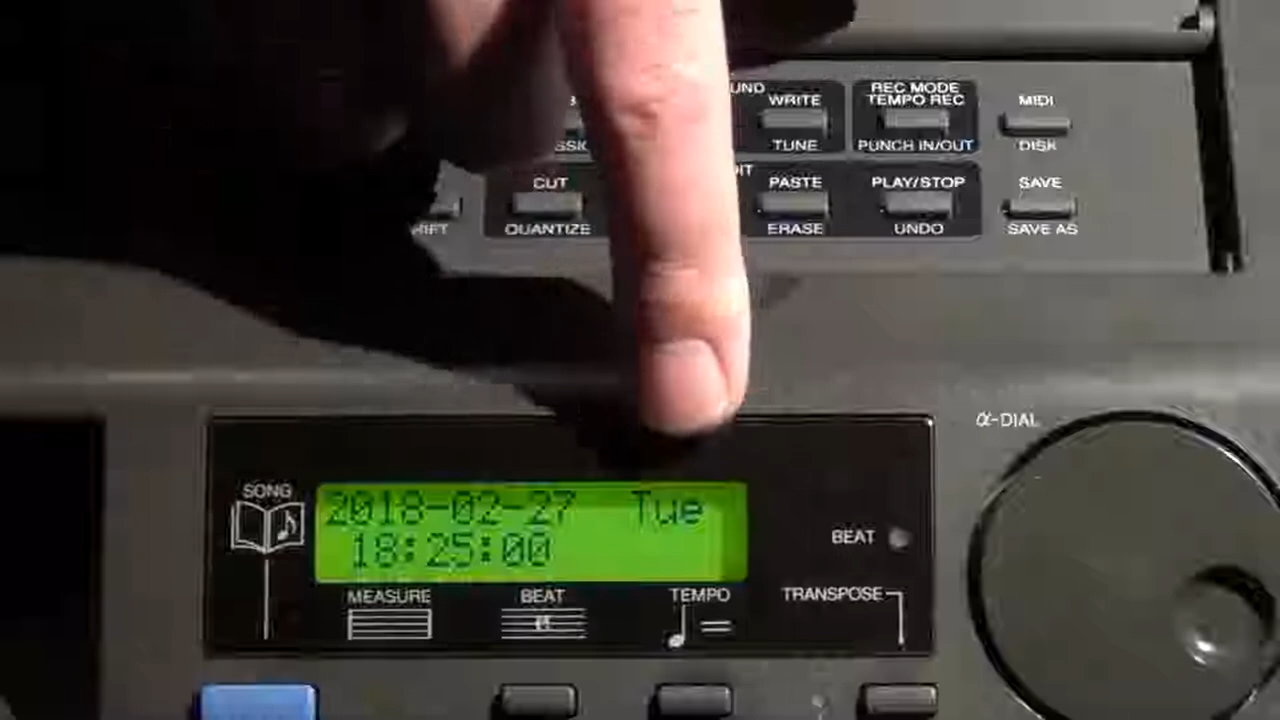 WRITE
REC MODE
TEMPO REC
MIDI
TUNE
PUNCH IN/OUT
DISK
CUT
PASTE
PLAY/STOP
SAVE
QUANTIZE
ERASE
UNDO
SAVE AS
α-DIAL
SONG
2018-02-27 Tue
18:25:00
BEAT
MEASURE
BEAT
TEMPO
TRANSPOSE